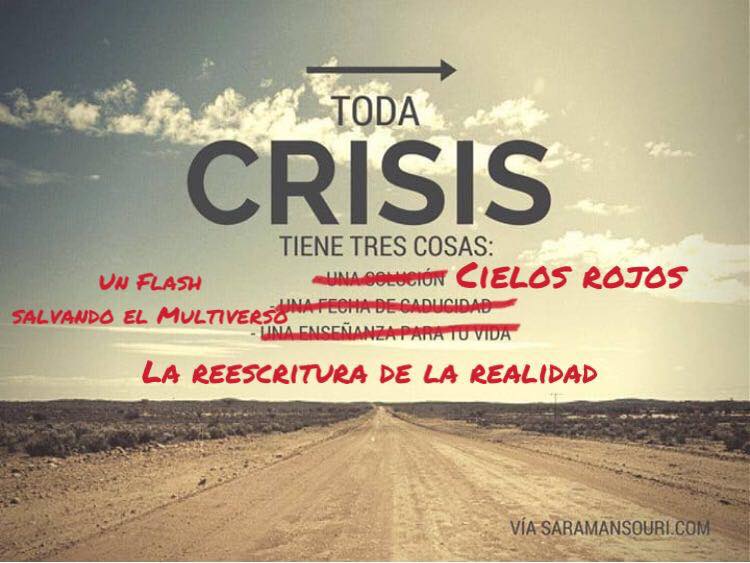 TODA
CRISIS
TIENE TRES COSAS:
- UNA SOLUCIÓN CIELOS ROJOS
UN FLASH
SALVANDO EL MULTIVERSO
- UNA FECHA DE CADUCIDAD
- UNA ENSEÑANZA PARA TU VIDA
LA REESCRITURA DE LA REALIDAD
VÍA SARAMANSOURI.COM